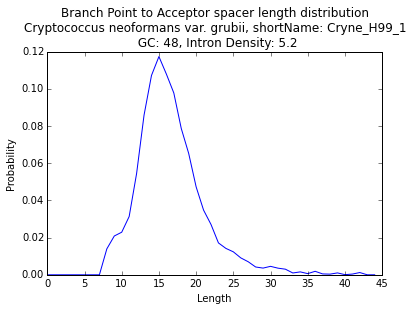 Branch Point to Acceptor spacer length distribution
Cryptococcus neoformans var. grubii, shortName: Cryne_H99_1
GC: 48, Intron Density: 5.2
0.12
0.10
0.08
0.06
0.04
0.02
0.00
Probability
0 5 10 15 20 25 30 35 40 45
Length